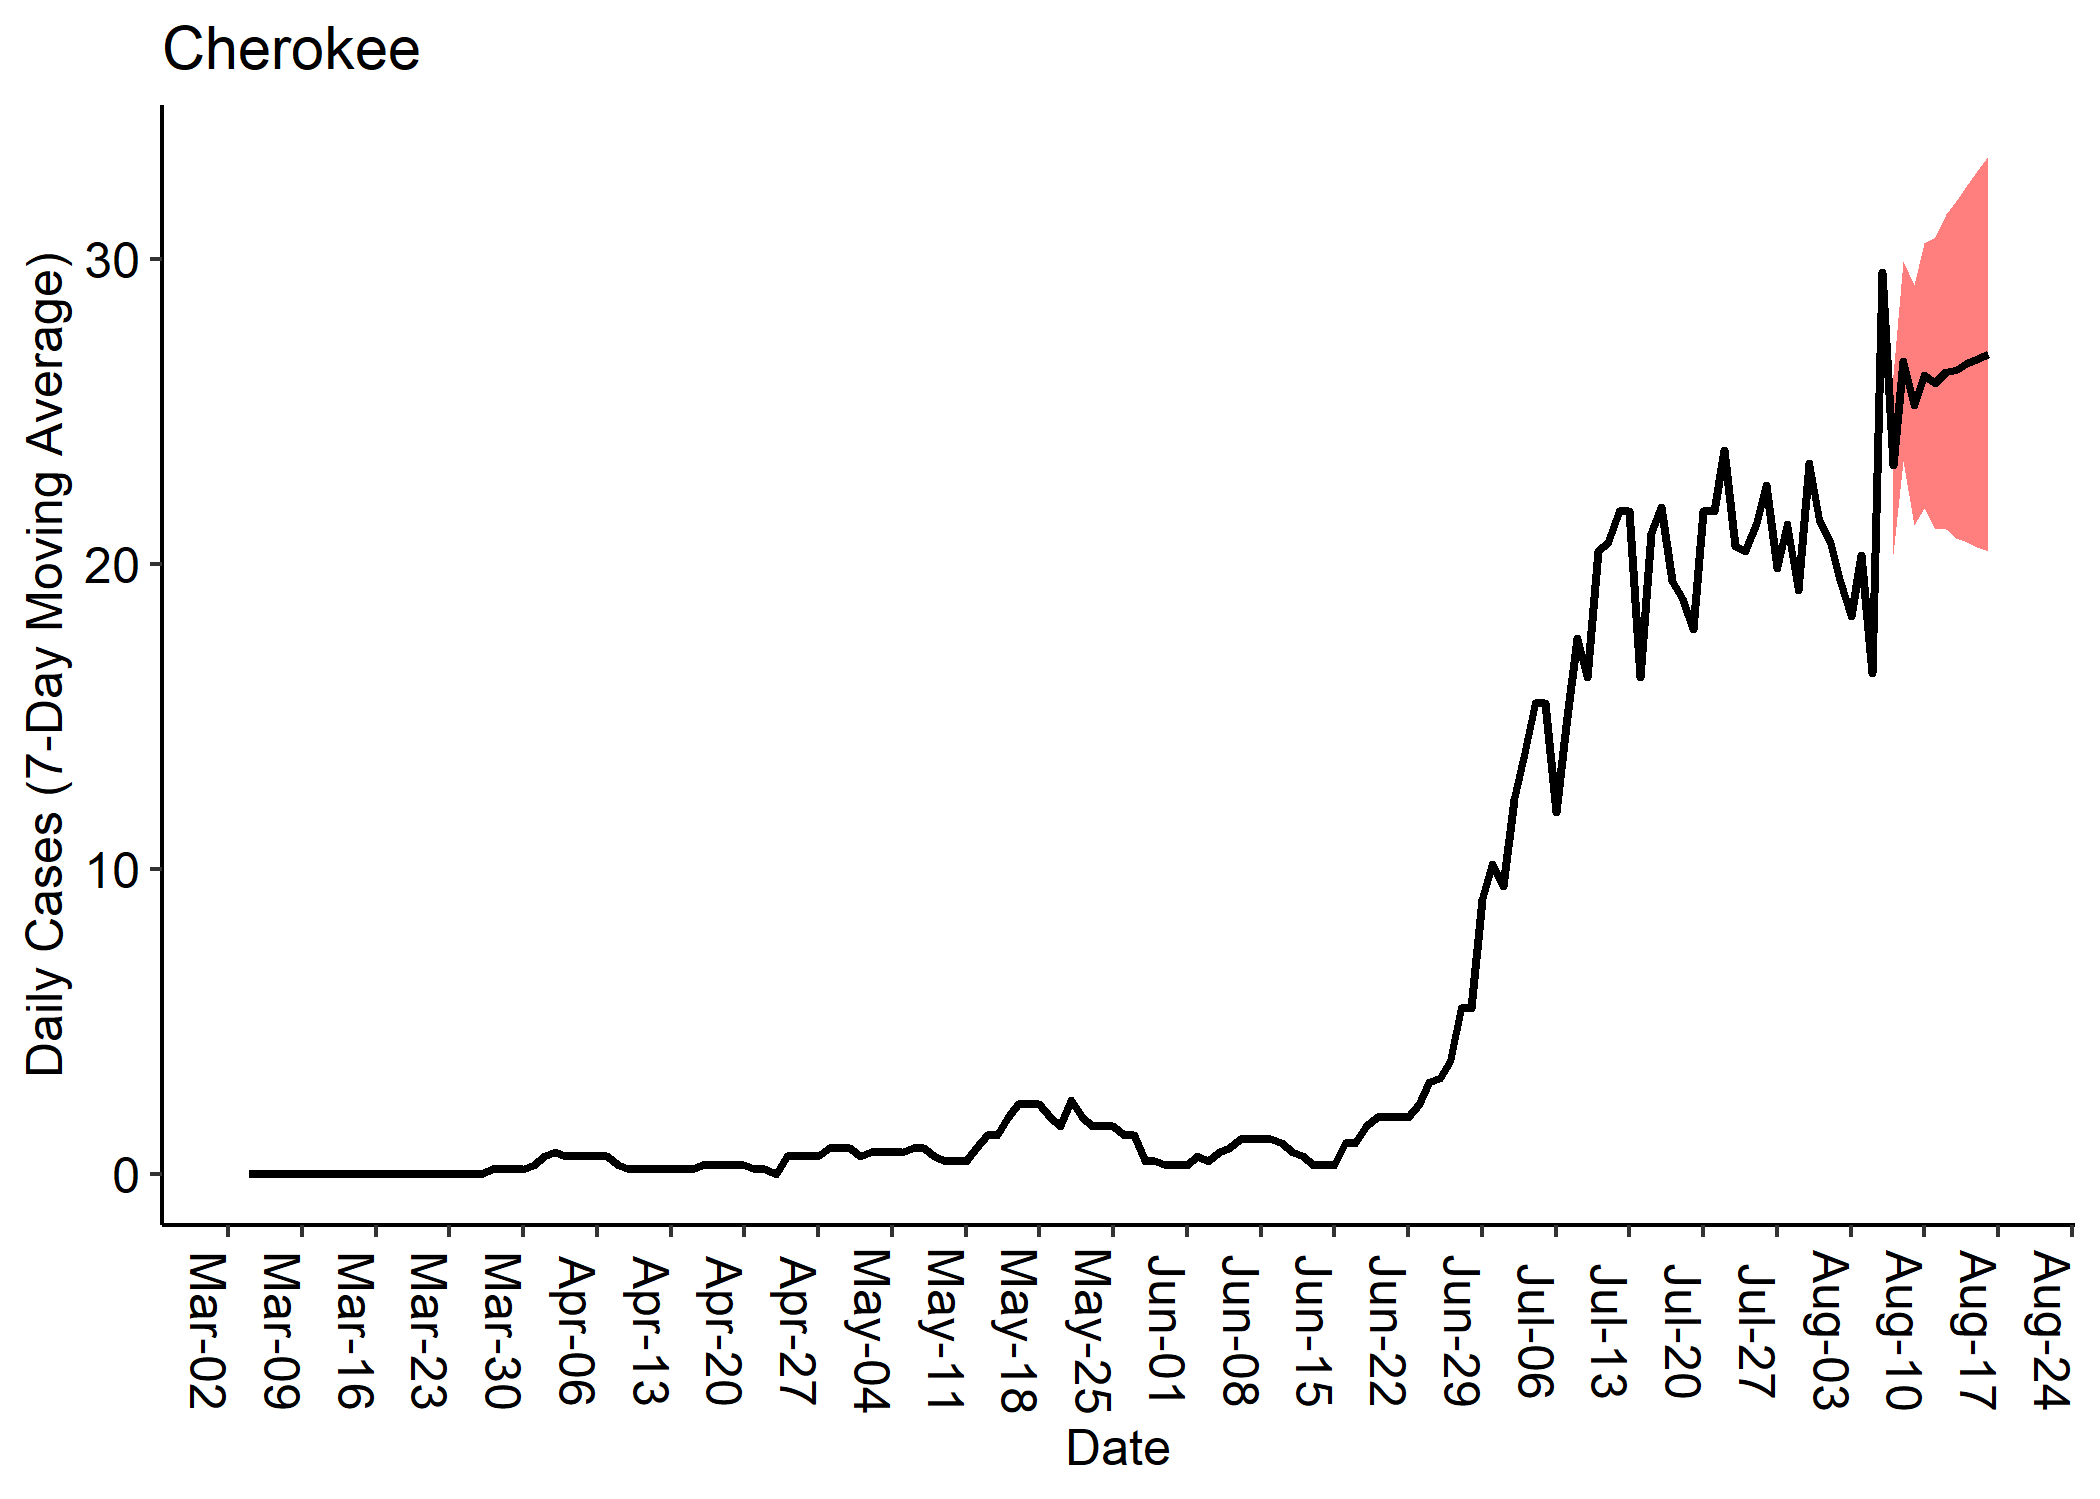 Cherokee
Daily Cases (7-Day Moving Average)
30
20
10
0
Mar-02
Mar-09
Mar-16
Mar-23
Mar-30
Apr-06
Apr-13
Apr-20
Apr-27
May-04
May-11
May-18
May-25
Jun-01
Jun-08
Jun-15
Jun-22
Jun-29
Jul-06
Jul-13
Jul-20
Jul-27
Aug-03
Aug-10
Aug-17
Aug-24
Date